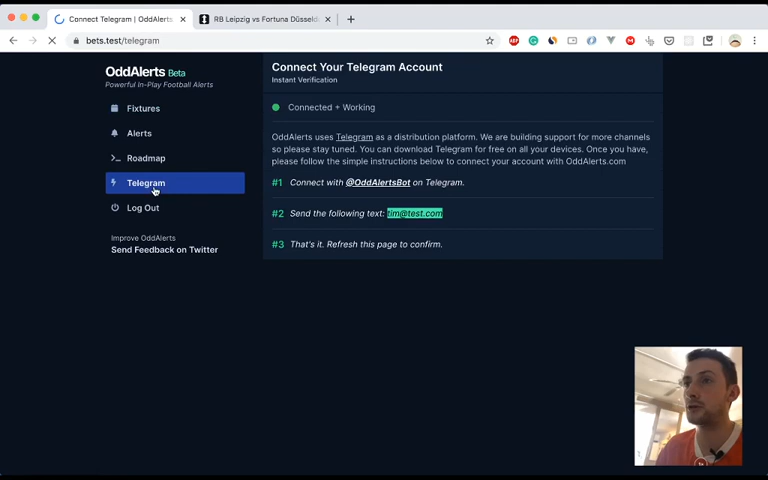 Connect Telegram | OddAlerts
RB Leipzig vs Fortuna Düsseld
bets.test/telegram
OddAlerts Beta
Powerful In-Play Football Alerts
Fixtures
Alerts
Roadmap
Telegram
Log Out
Improve OddAlerts
Send Feedback on Twitter
Connect Your Telegram Account
Instant Verification
Connected + Working
OddAlerts uses Telegram as a distribution platform. We are building support for more channels
so please stay tuned. You can download Telegram for free on all your devices. Once you have,
please follow the simple instructions below to connect your account with OddAlerts.com
#1 Connect with @OddAlertsBot on Telegram.
#2 Send the following text: tim@test.com
#3 That's it. Refresh this page to confirm.